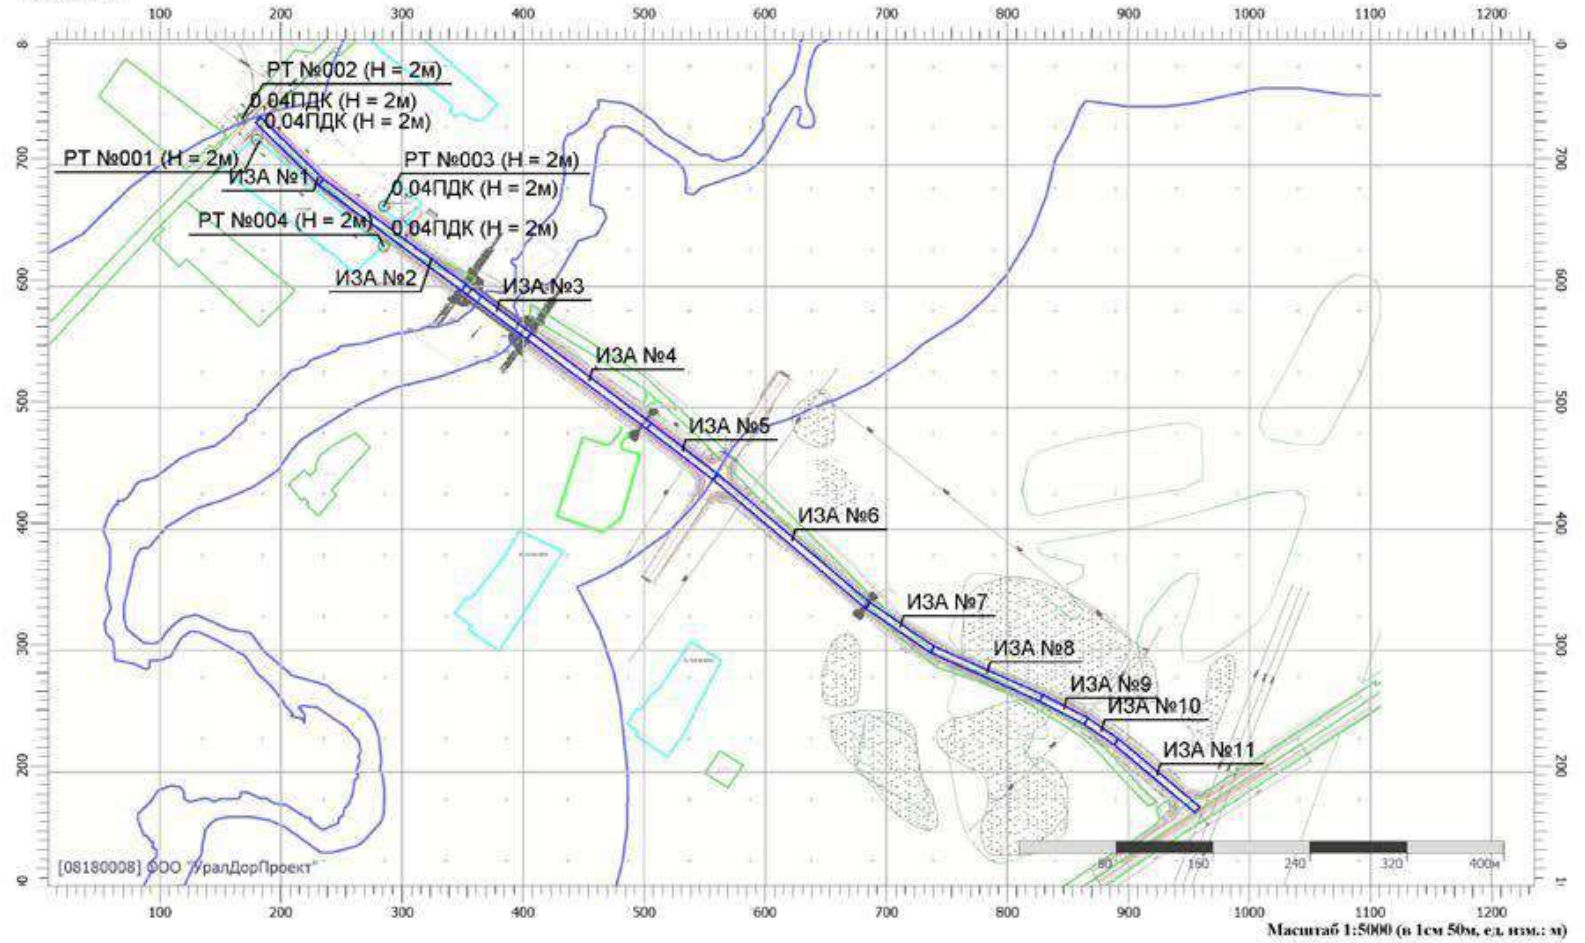 100 200 300 400 500 600 700 800 900 1000 1100 1200
РТ №002 (Н = 2м)
0,04ПДК (Н = 2м)
0,04ПДК (Н = 2м)
700
700
РТ №001 (Н = 2м)
РТ №003 (Н = 2м)
ИЗА №1
0,04ПДК (Н = 2м)
РТ №004 (Н = 2м)
0,04ПДК (Н = 2м)
600
600
ИЗА №2
ИЗА №3
ИЗА №4
500
500
ИЗА №5
400
400
ИЗА №6
ИЗА №7
300
300
ИЗА №8
ИЗА №9
ИЗА №10
200
200
ИЗА №11
80 160 240 320 400м
[08180008] ООО "УралДорПроект"
100 200 300 400 500 600 700 800 900 1000 1100 1200
Масштаб 1:5000 (в 1см 50м, ед. изм.: м)